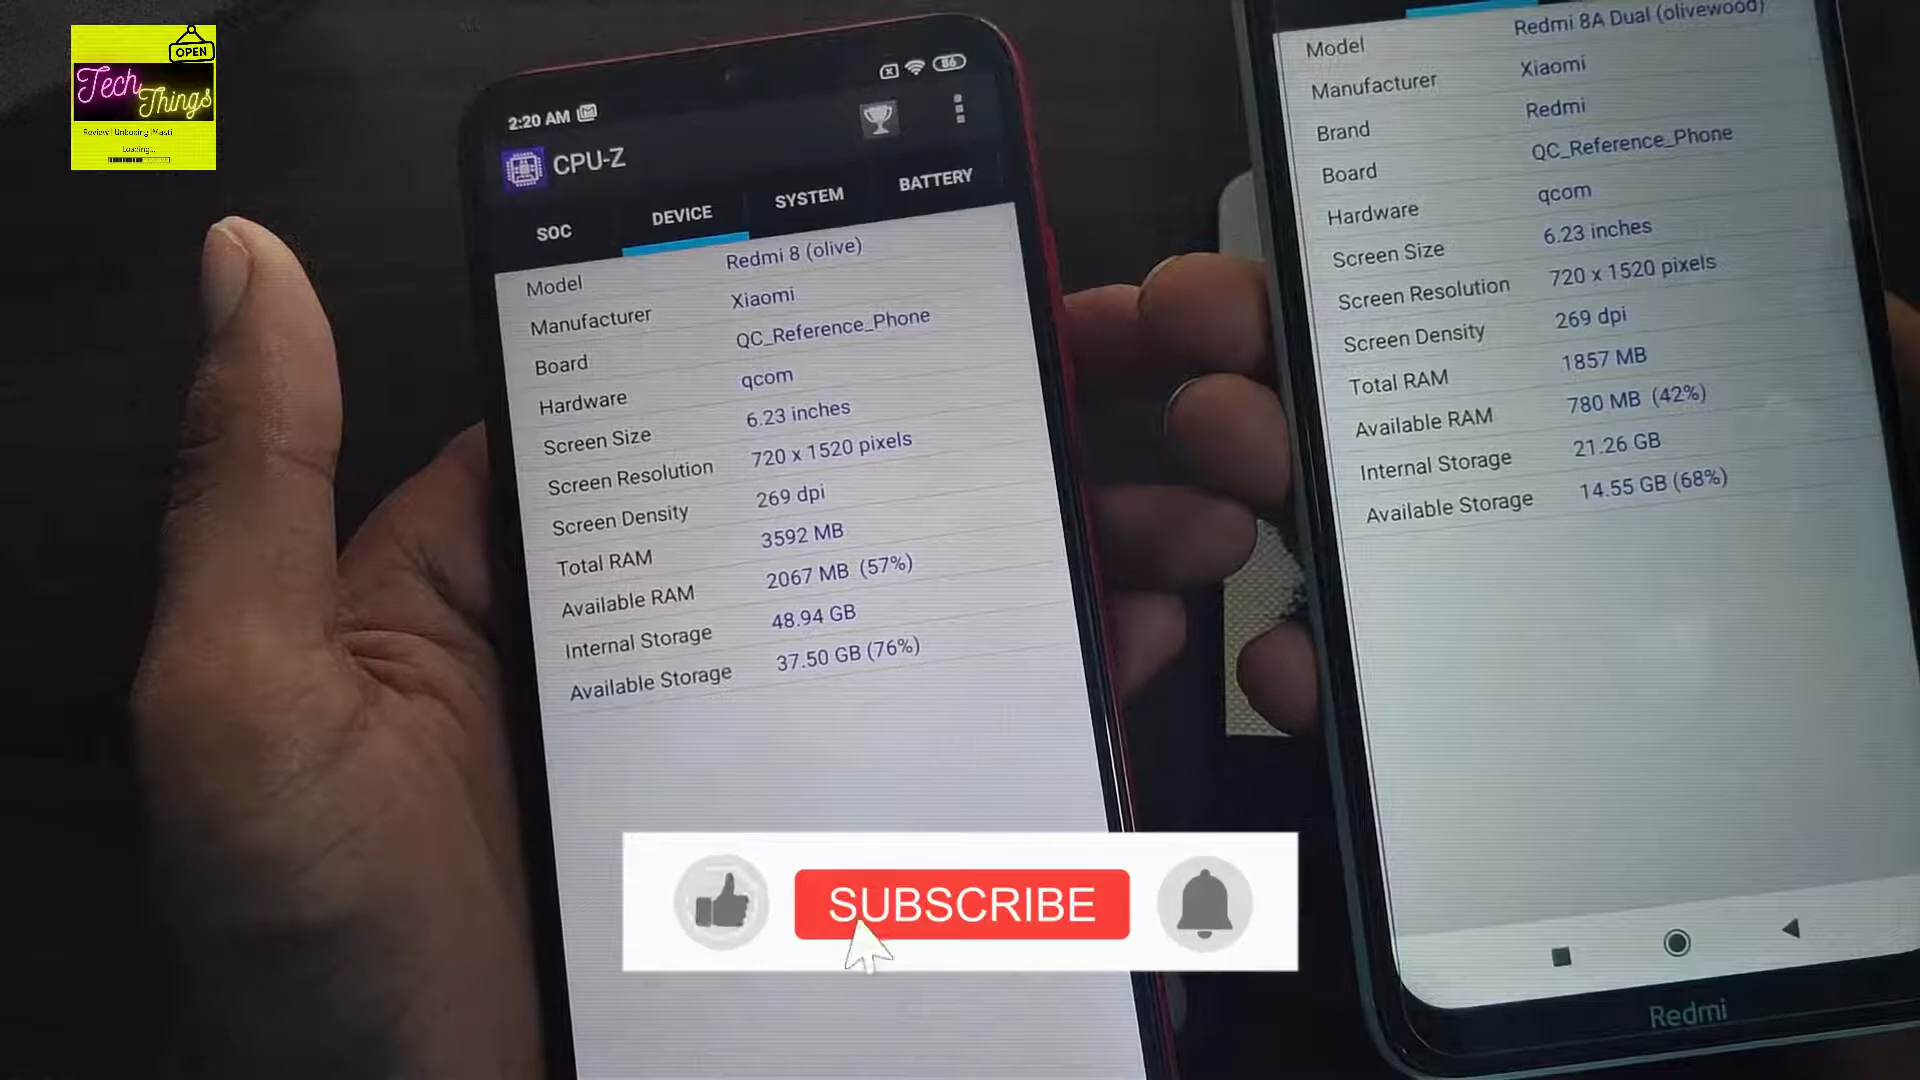 OPEN
Tech
Things
Review | Unboxing |Masti
Loading...
2:20 AM
86
CPU-Z
SOC
DEVICE
SYSTEM
BATTERY
Model Redmi 8 (olive)
Manufacturer Xiaomi
Board QC_Reference_Phone
Hardware qcom
Screen Size 6.23 inches
Screen Resolution 720 x 1520 pixels
Screen Density 269 dpi
Total RAM 3592 MB
Available RAM 2067 MB (57%)
Internal Storage 48.94 GB
Available Storage 37.50 GB (76%)
Model Redmi 8A Dual (olivewood)
Manufacturer Xiaomi
Brand Redmi
Board QC_Reference_Phone
Hardware qcom
Screen Size 6.23 inches
Screen Resolution 720 x 1520 pixels
Screen Density 269 dpi
Total RAM 1857 MB
Available RAM 780 MB (42%)
Internal Storage 21.26 GB
Available Storage 14.55 GB (68%)
SUBSCRIBE
Redmi